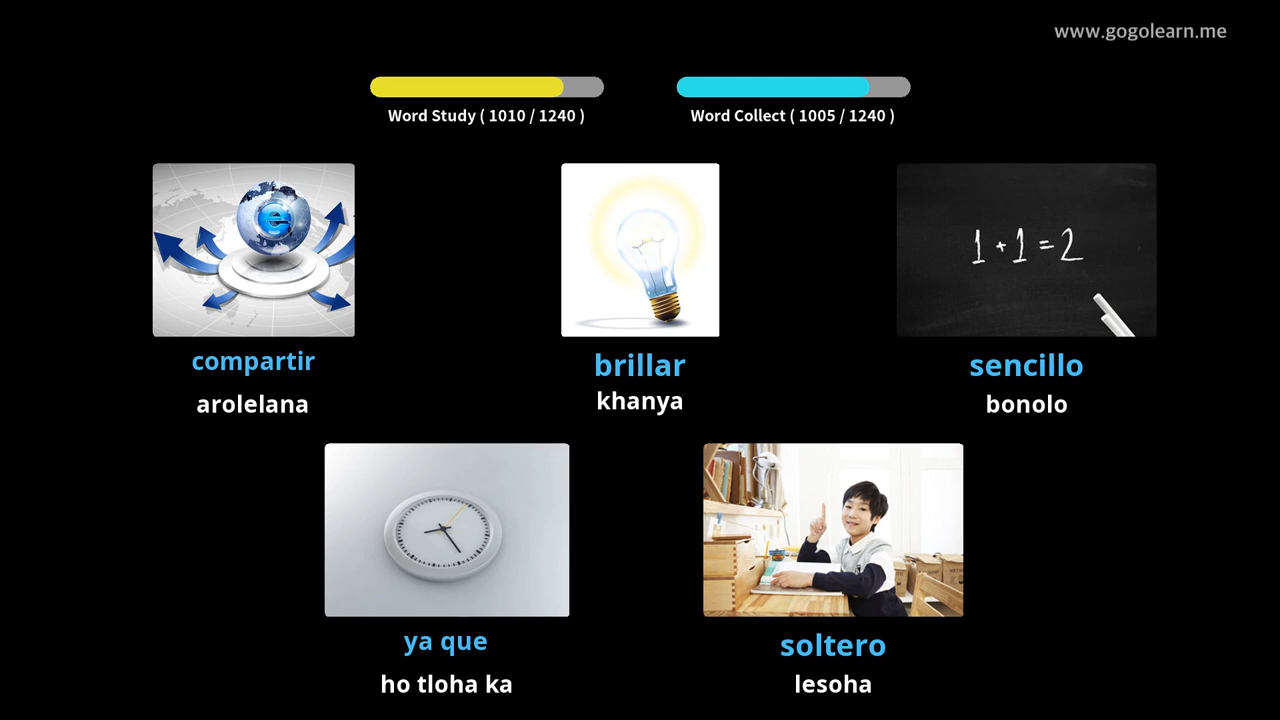 www.gogolearn.me
Word Study ( 1010 / 1240 )
Word Collect ( 1005 / 1240 )
e
1 + 1 = 2
compartir
arolelana
brillar
khanya
sencillo
bonolo
ya que
ho tloha ka
soltero
lesoha